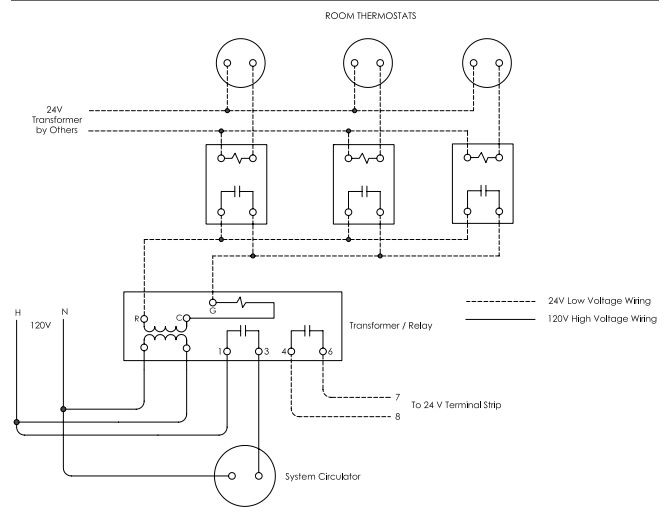 ROOM THERMOSTATS
24V
Transformer
by Others
G
R
C
H
N
120V
1
3
4
6
Transformer / Relay
24V Low Voltage Wiring
120V High Voltage Wiring
7
To 24 V Terminal Strip
8
System Circulator